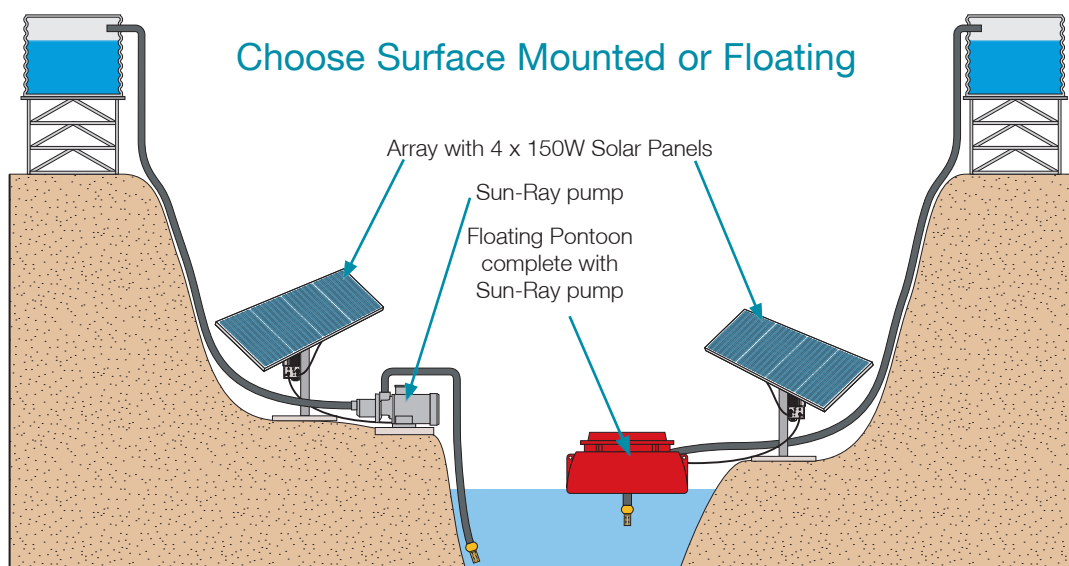 Choose Surface Mounted or Floating
Array with 4 x 150W Solar Panels
Sun-Ray pump
Floating Pontoon
complete with
Sun-Ray pump